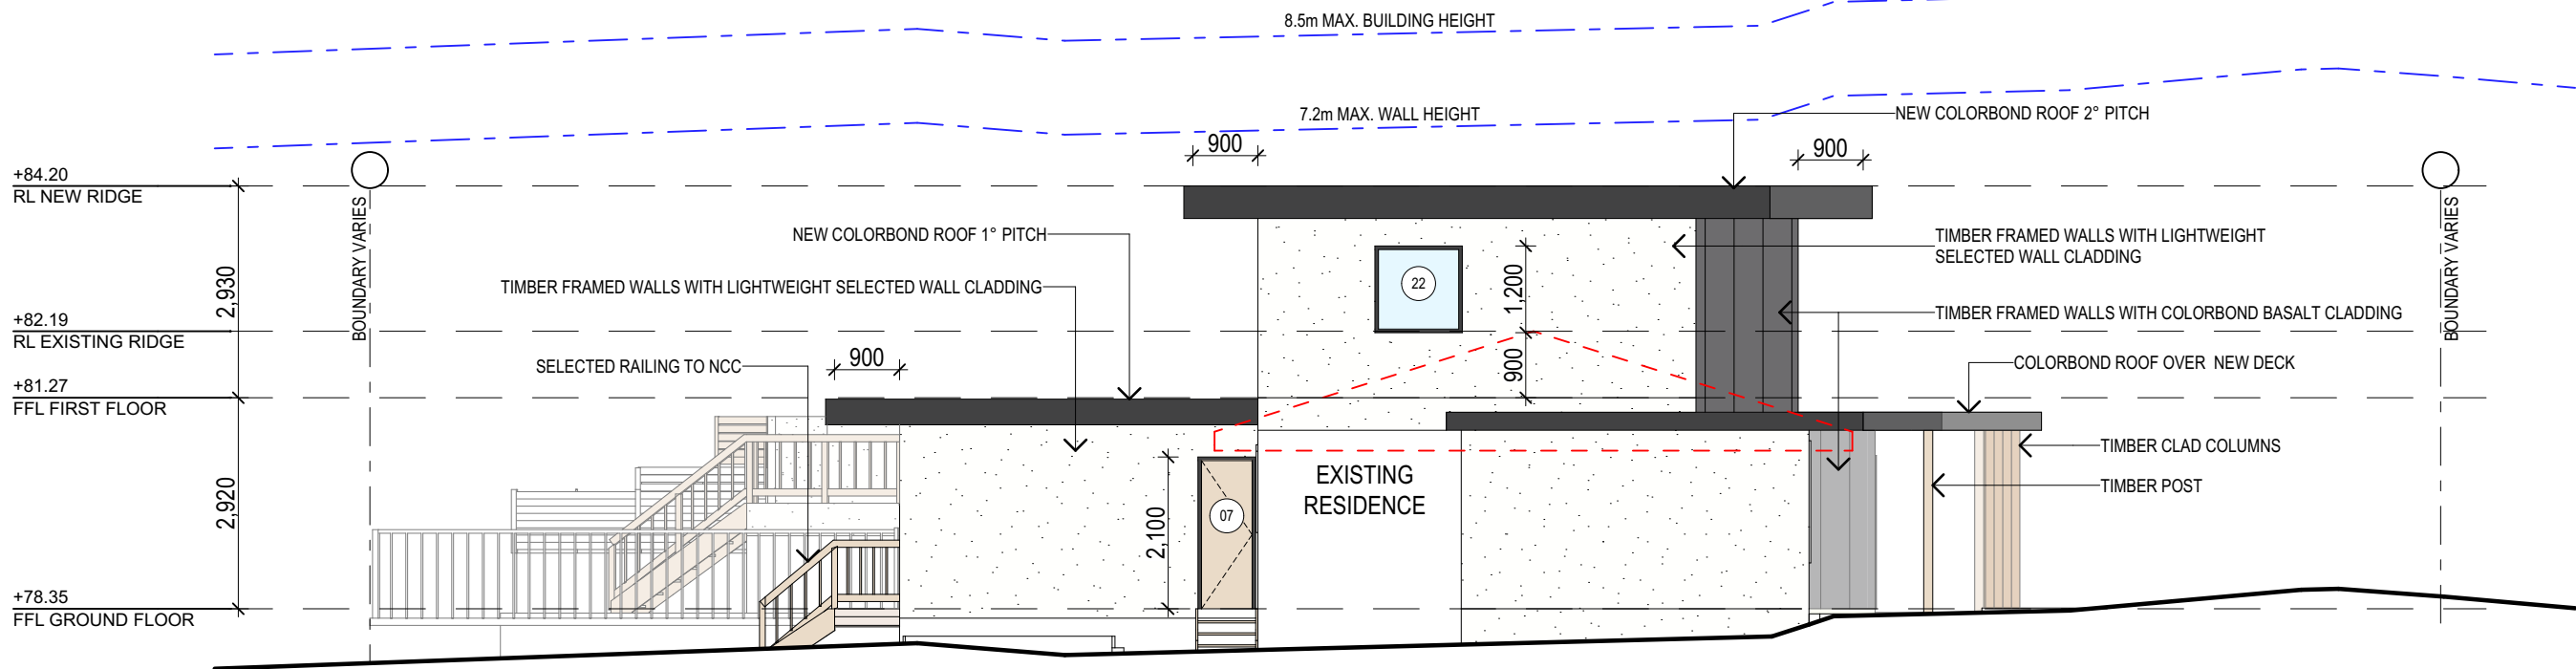 8.5m MAX. BUILDING HEIGHT
7.2m MAX. WALL HEIGHT
NEW COLORBOND ROOF 2° PITCH
900
900
+84.20
RL NEW RIDGE
BOUNDARY VARIES
BOUNDARY VARIES
NEW COLORBOND ROOF 1° PITCH
TIMBER FRAMED WALLS WITH LIGHTWEIGHT
SELECTED WALL CLADDING
2,930
TIMBER FRAMED WALLS WITH LIGHTWEIGHT SELECTED WALL CLADDING
22
1,200
TIMBER FRAMED WALLS WITH COLORBOND BASALT CLADDING
+82.19
RL EXISTING RIDGE
900
SELECTED RAILING TO NCC
900
COLORBOND ROOF OVER NEW DECK
+81.27
FFL FIRST FLOOR
TIMBER CLAD COLUMNS
EXISTING
RESIDENCE
TIMBER POST
2,920
07
2,100
+78.35
FFL GROUND FLOOR